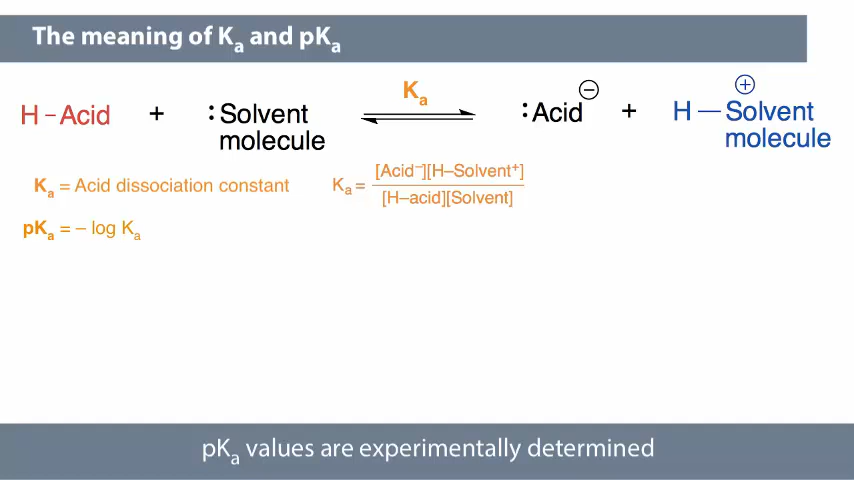 The meaning of Ka and pKa
H–Acid + :Solvent molecule Ka ⇌ :Acid⊖ + H—Solvent⊕ molecule
Ka = Acid dissociation constant
Ka = [Acid⁻][H–Solvent⁺] / [H–acid][Solvent]
pKa = – log Ka
pKa values are experimentally determined